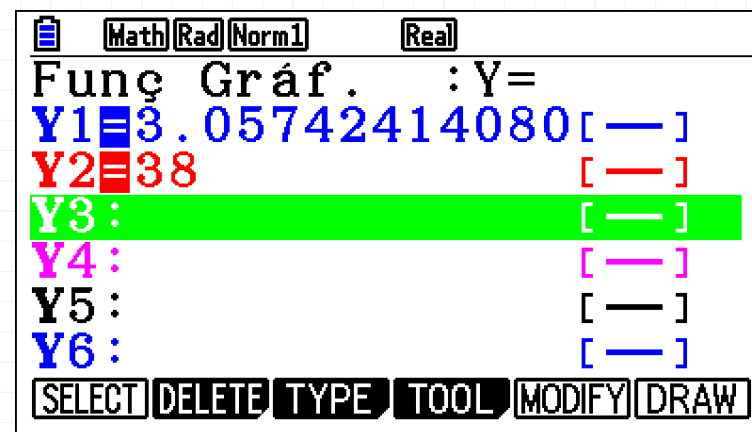 Math Rad Norm1 Real
Funç Gráf. :Y=
Y1=3.05742414080[—]
Y2=38 [—]
Y3: [—]
Y4: [—]
Y5: [—]
Y6: [—]
SELECT DELETE TYPE TOOL MODIFY DRAW